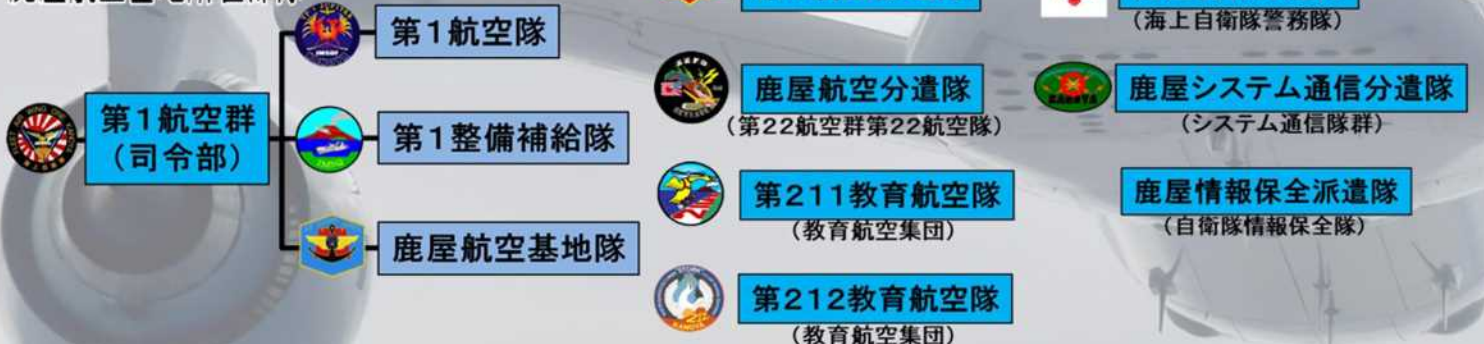 第1航空群
（司令部）
第1航空隊
第1整備補給隊
鹿屋航空基地隊
鹿屋航空分遣隊
（第22航空群第22航空隊）
第211教育航空隊
（教育航空集団）
第212教育航空隊
（教育航空集団）
（海上自衛隊警務隊）
鹿屋システム通信分遣隊
（システム通信隊群）
鹿屋情報保全派遣隊
（自衛隊情報保全隊）